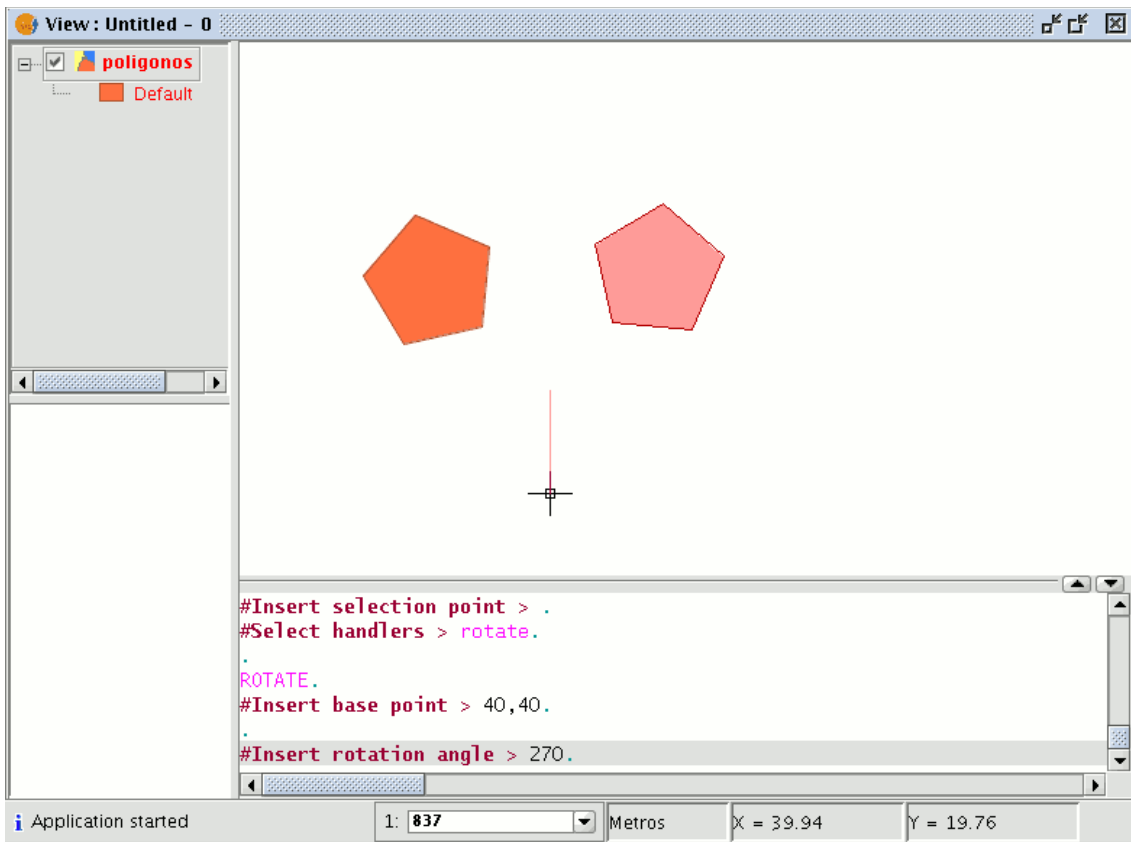 View : Untitled - 0
poligonos
Default
#Insert selection point > .
#Select handlers > rotate.
.
ROTATE.
#Insert base point > 40,40.
.
#Insert rotation angle > 270.
i Application started
1: 837
Metros
X = 39.94
Y = 19.76